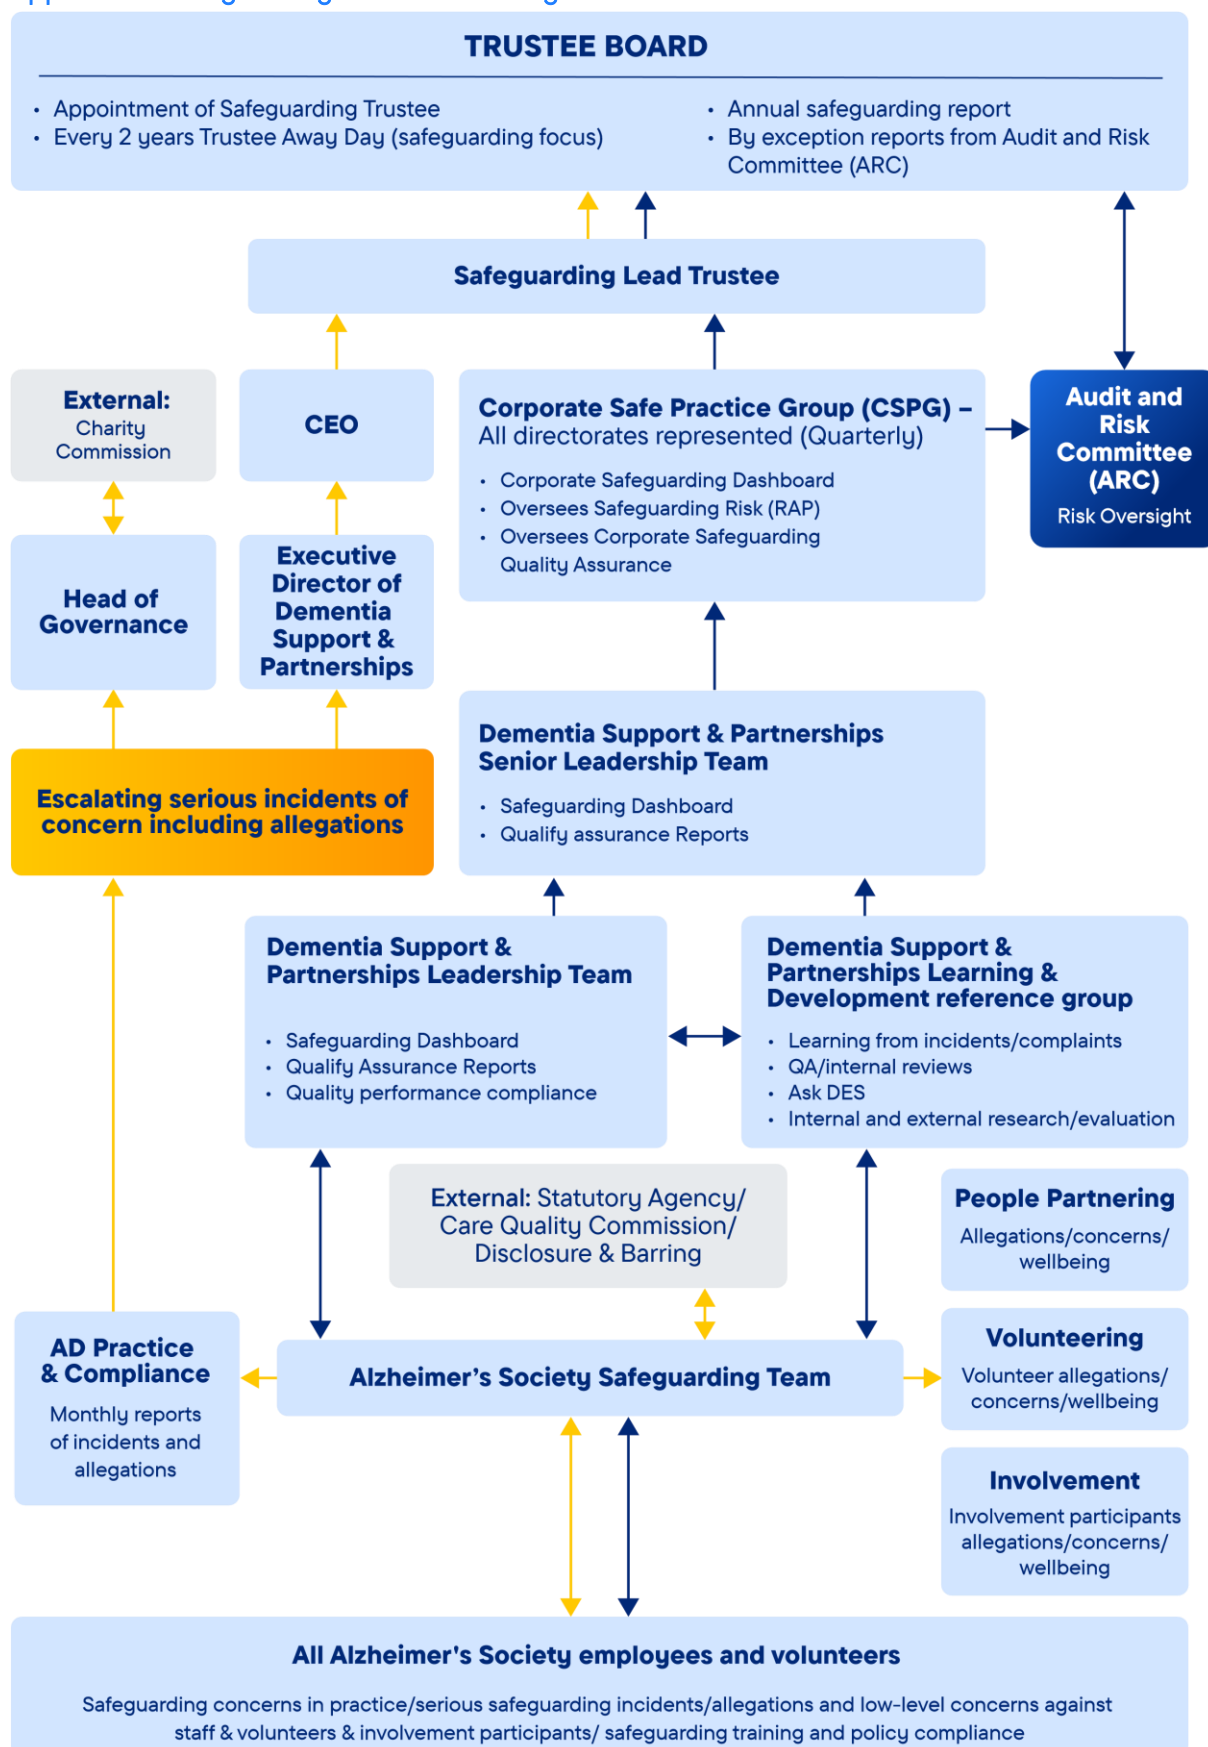 TRUSTEE BOARD
• Appointment of Safeguarding Trustee
• Every 2 years Trustee Away Day (safeguarding focus)
• Annual safeguarding report
• By exception reports from Audit and Risk
Committee (ARC)
Safeguarding Lead Trustee
External:
Charity
Commission
CEO
Corporate Safe Practice Group (CSPG) –
All directorates represented (Quarterly)
• Corporate Safeguarding Dashboard
• Oversees Safeguarding Risk (RAP)
• Oversees Corporate Safeguarding
Quality Assurance
Audit and
Risk
Committee
(ARC)
Risk Oversight
Head of
Governance
Executive
Director of
Dementia
Support &
Partnerships
Dementia Support & Partnerships
Senior Leadership Team
• Safeguarding Dashboard
• Qualify assurance Reports
Escalating serious incidents of
concern including allegations
Dementia Support &
Partnerships Leadership Team
• Safeguarding Dashboard
• Qualify Assurance Reports
• Quality performance compliance
Dementia Support &
Partnerships Learning &
Development reference group
• Learning from incidents/complaints
• QA/internal reviews
• Ask DES
• Internal and external research/evaluation
External: Statutory Agency/
Care Quality Commission/
Disclosure & Barring
People Partnering
Allegations/concerns/
wellbeing
AD Practice
& Compliance
Monthly reports
of incidents and
allegations
Alzheimer's Society Safeguarding Team
Volunteering
Volunteer allegations/
concerns/wellbeing
Involvement
Involvement participants
allegations/concerns/
wellbeing
All Alzheimer's Society employees and volunteers
Safeguarding concerns in practice/serious safeguarding incidents/allegations and low-level concerns against
staff & volunteers & involvement participants/ safeguarding training and policy compliance